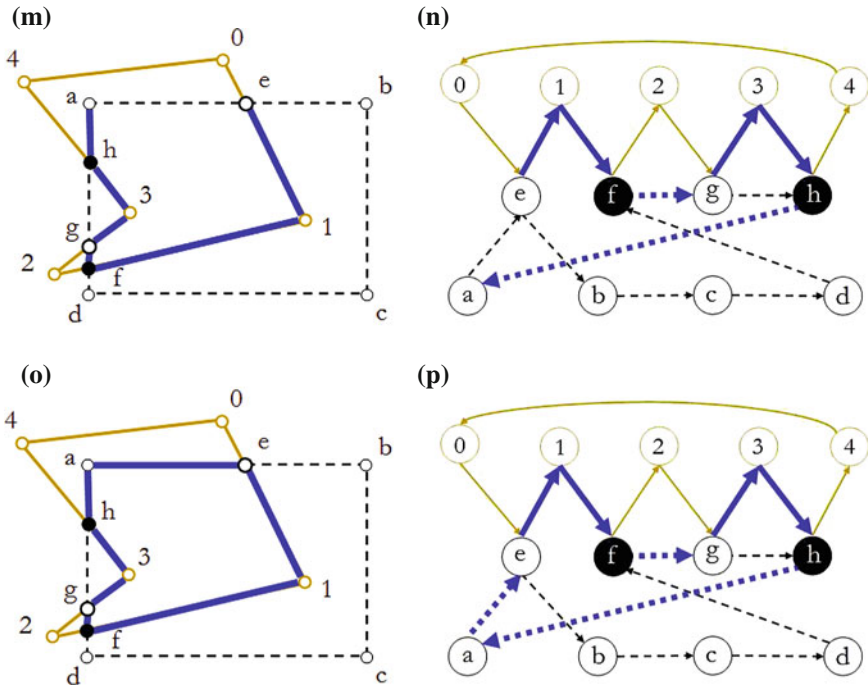 (m) (n)
0
4 b
a e
h
3
g 1
2 f
d c
0 1 2 3 4
e f g h
a b c d
(o) (p)
0
4 b
a e
h
3
g 1
2 f
d c
0 1 2 3 4
e f g h
a b c d